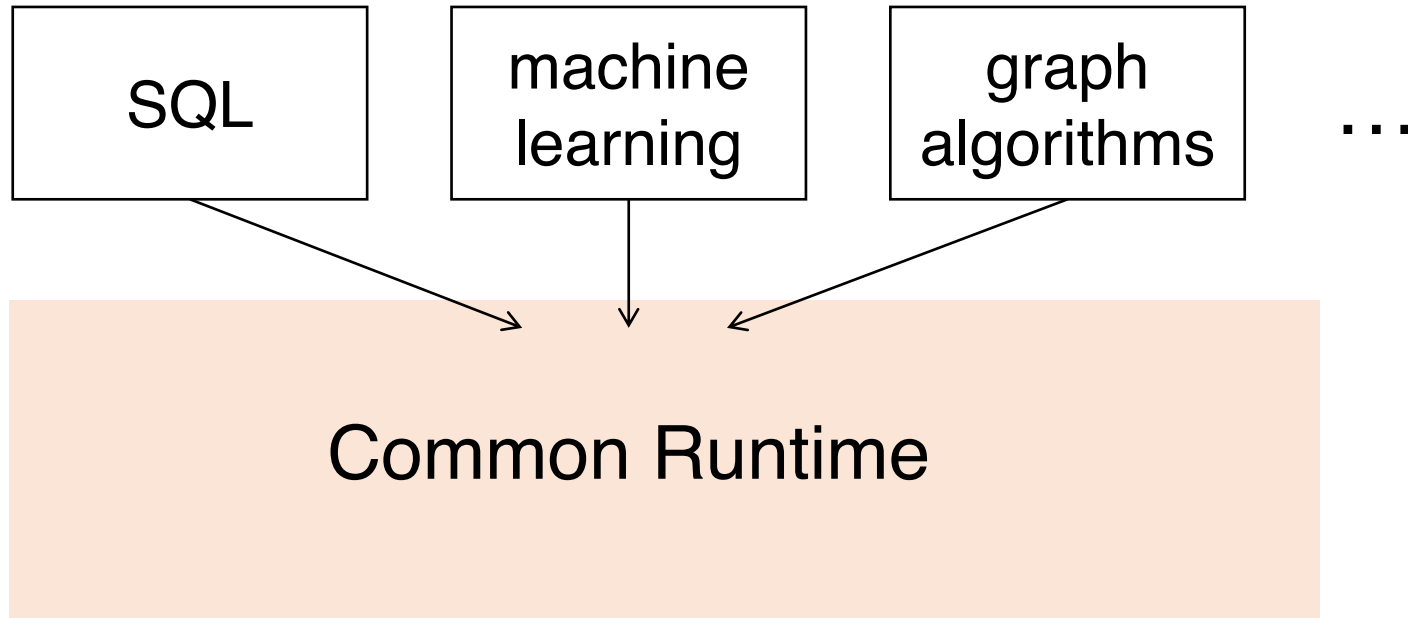 SQL
machine
learning
graph
algorithms
…
Common Runtime